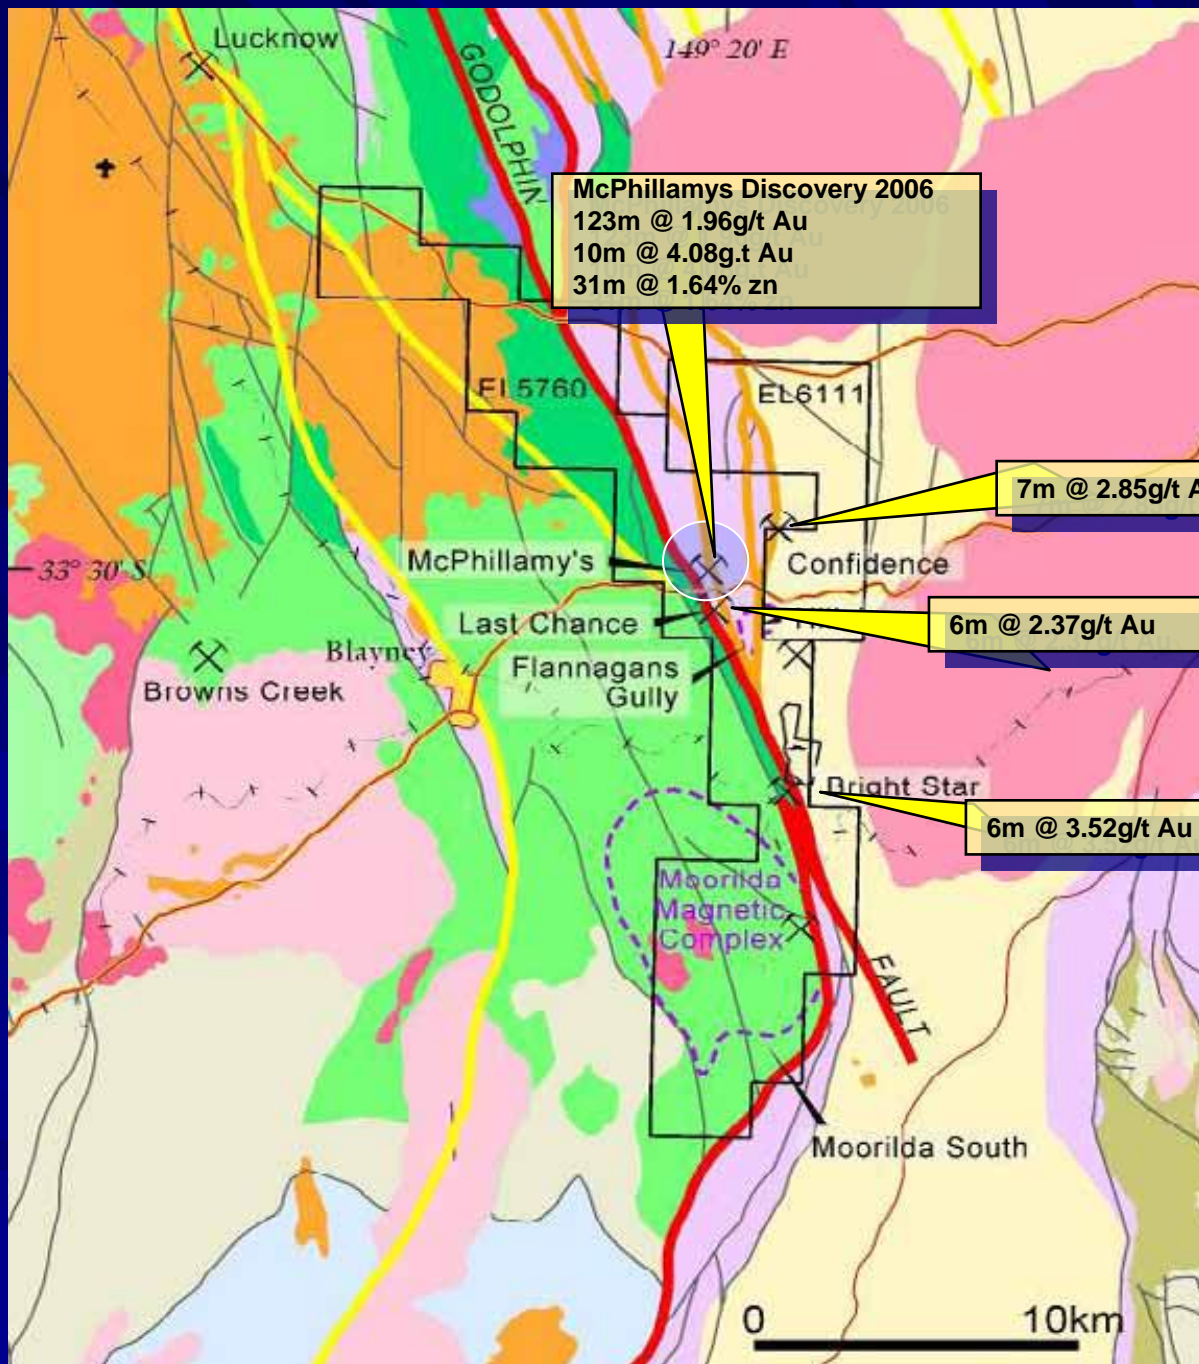 Lucknow
149° 20' E
GODOLPHIN
McPhillamys Discovery 2006
123m @ 1.96g/t Au
10m @ 4.08g.t Au
31m @ 1.64% zn
EL5760
EL6111
7m @ 2.85g/t A
McPhillamy's
Confidence
33° 30' S
Last Chance
6m @ 2.37g/t Au
Blayney
Flannagans
Gully
Browns Creek
Bright Star
6m @ 3.52g/t Au
Moorilda
Magnetic
Complex
FAULT
Moorilda South
0
10km